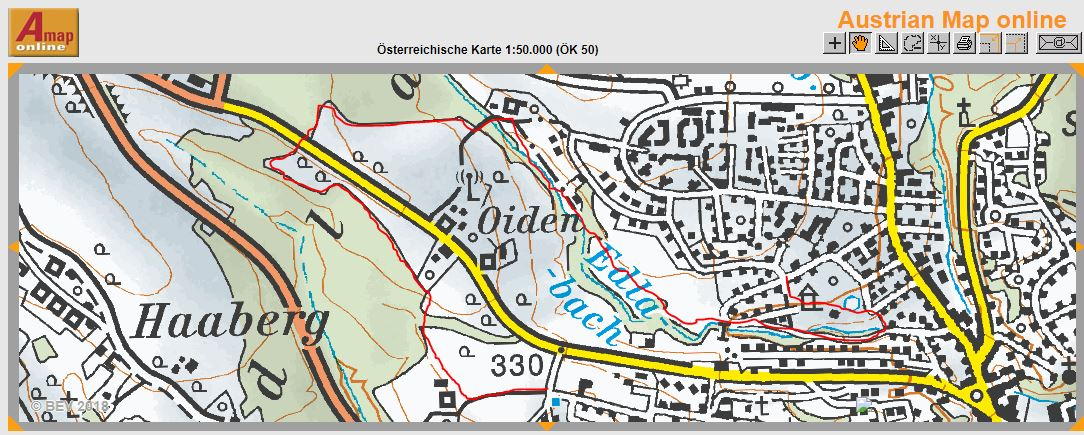 A
map
online
Austrian Map online
Österreichische Karte 1:50.000 (ÖK 50)
Oiden
Edla-
-bach
Haaberg
330
© BEV 2018